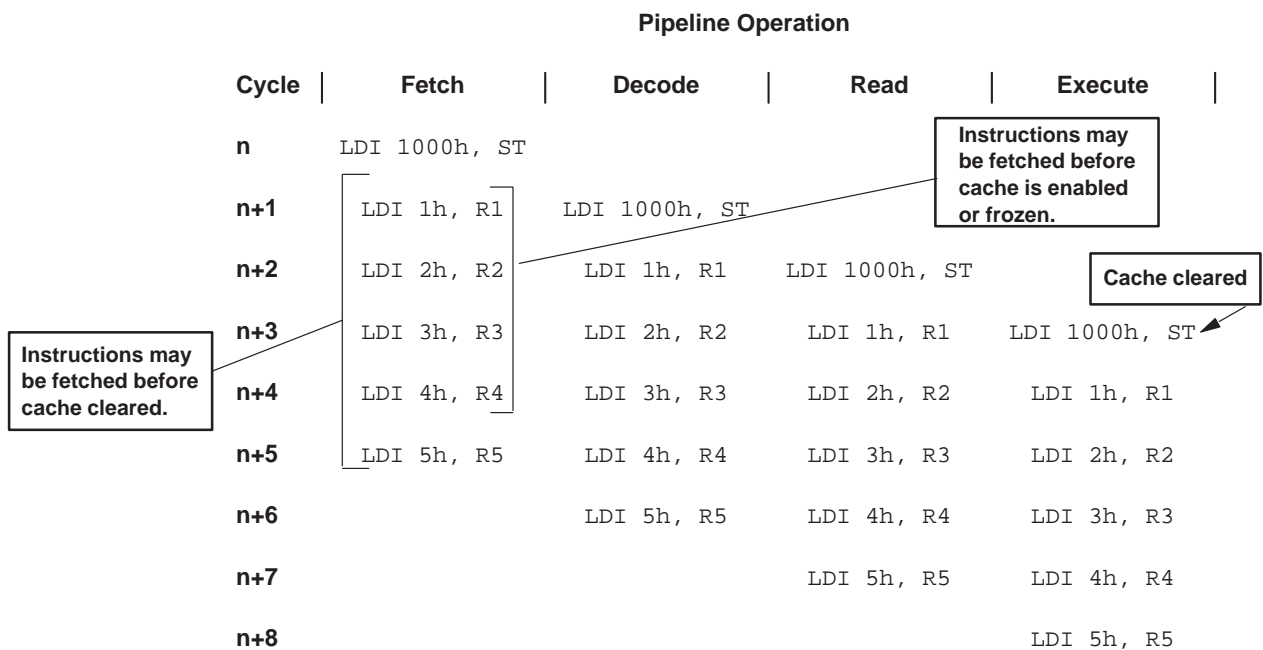 Pipeline Operation
Cycle | Fetch | Decode | Read | Execute |
n LDI 1000h, ST
Instructions may
be fetched before
cache is enabled
or frozen.
n+1 LDI 1h, R1 LDI 1000h, ST
n+2 LDI 2h, R2 LDI 1h, R1 LDI 1000h, ST
Cache cleared
n+3 LDI 3h, R3 LDI 2h, R2 LDI 1h, R1 LDI 1000h, ST
Instructions may
be fetched before
cache cleared.
n+4 LDI 4h, R4 LDI 3h, R3 LDI 2h, R2 LDI 1h, R1
n+5 LDI 5h, R5 LDI 4h, R4 LDI 3h, R3 LDI 2h, R2
n+6 LDI 5h, R5 LDI 4h, R4 LDI 3h, R3
n+7 LDI 5h, R5 LDI 4h, R4
n+8 LDI 5h, R5